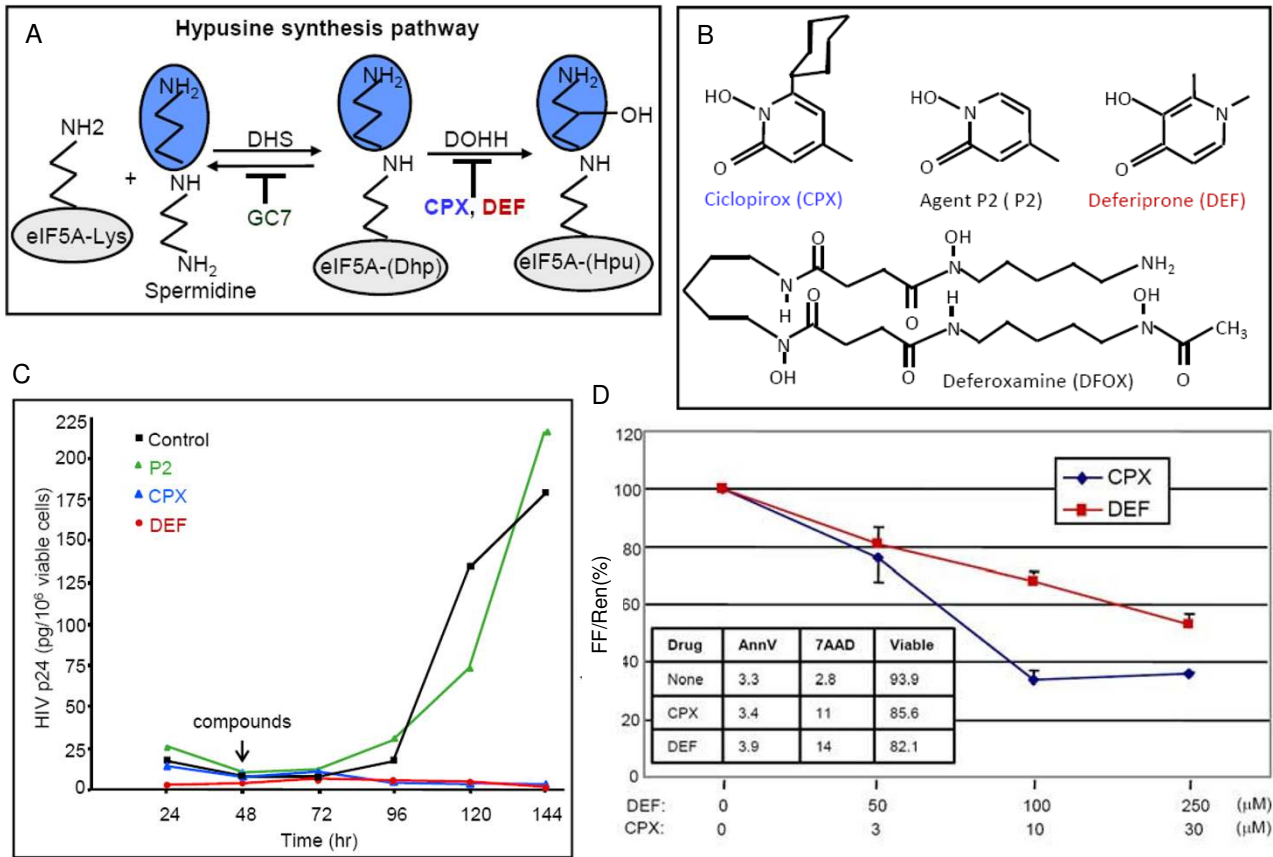 A
Hypusine synthesis pathway
NH2
NH2
NH2
NH2
OH
DHS
DOHH
+
NH
NH
NH
GC7
CPX, DEF
eIF5A-Lys
NH2
Spermidine
eIF5A-(Dhp)
eIF5A-(Hpu)
B
HO
N
O
HO
N
O
HO
N
O
Ciclopirox (CPX)
Agent P2 ( P2)
Deferiprone (DEF)
O
OH
N
NH2
N
H
O
O
H
N
OH
N
CH3
N
OH
O
O
Deferoxamine (DFOX)
C
HIV p24 (pg/10⁶ viable cells)
225
200
175
150
125
100
75
50
25
0
Control
P2
CPX
DEF
compounds
24 48 72 96 120 144
Time (hr)
D
FF/Ren(%)
120
100
80
60
40
20
0
CPX
DEF
Drug AnnV 7AAD Viable
None 3.3 2.8 93.9
CPX 3.4 11 85.6
DEF 3.9 14 82.1
DEF: 0 50 100 250 (µM)
CPX: 0 3 10 30 (µM)